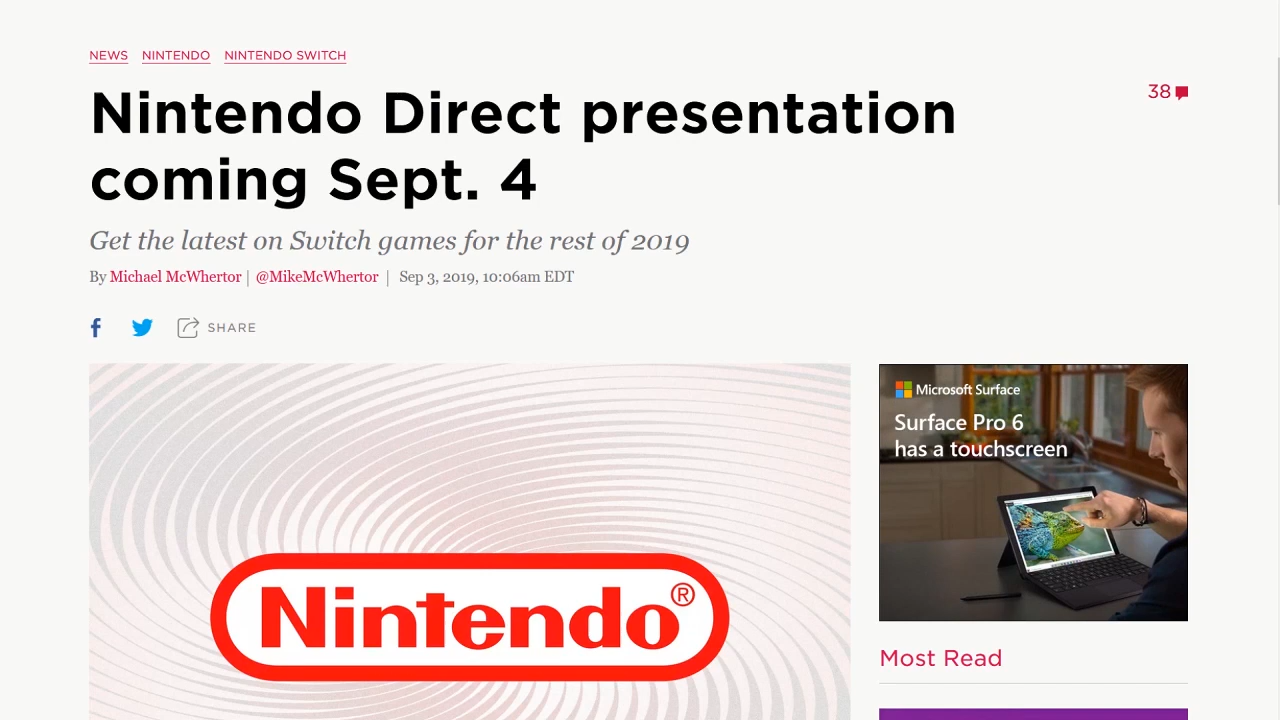 NEWS NINTENDO NINTENDO SWITCH
Nintendo Direct presentation
coming Sept. 4
38
Get the latest on Switch games for the rest of 2019
By Michael McWhertor | @MikeMcWhertor | Sep 3, 2019, 10:06am EDT
SHARE
Nintendo®
Microsoft Surface
Surface Pro 6
has a touchscreen
Most Read